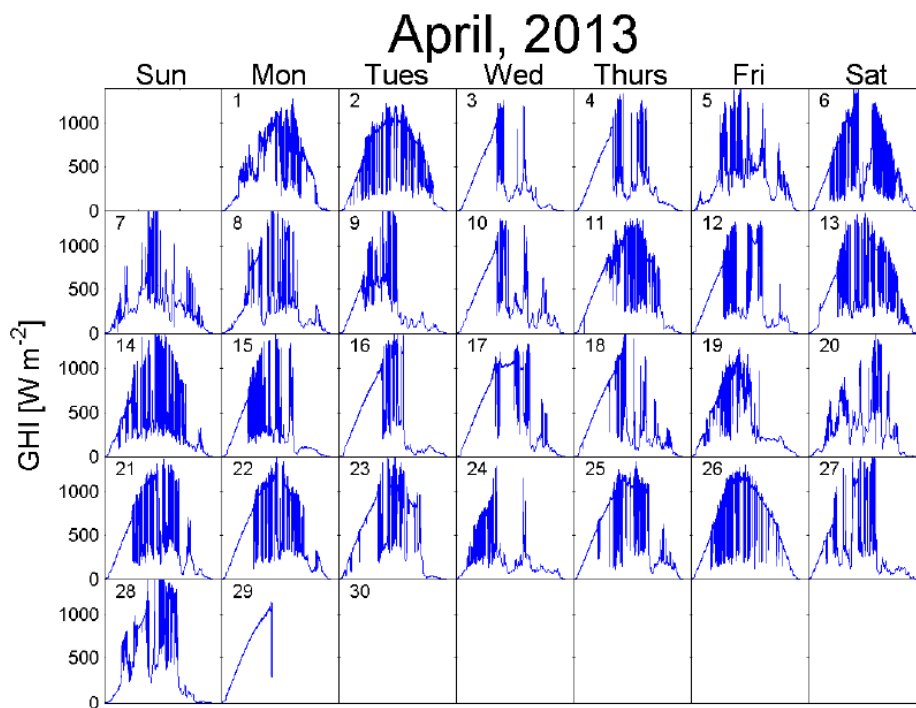 April, 2013
Sun Mon Tues Wed Thurs Fri Sat
GHI [W m-2]
1000 1 2 3 4 5 6
500
0
1000 7 8 9 10 11 12 13
500
0
1000 14 15 16 17 18 19 20
500
0
1000 21 22 23 24 25 26 27
500
0
1000 28 29 30
500
0